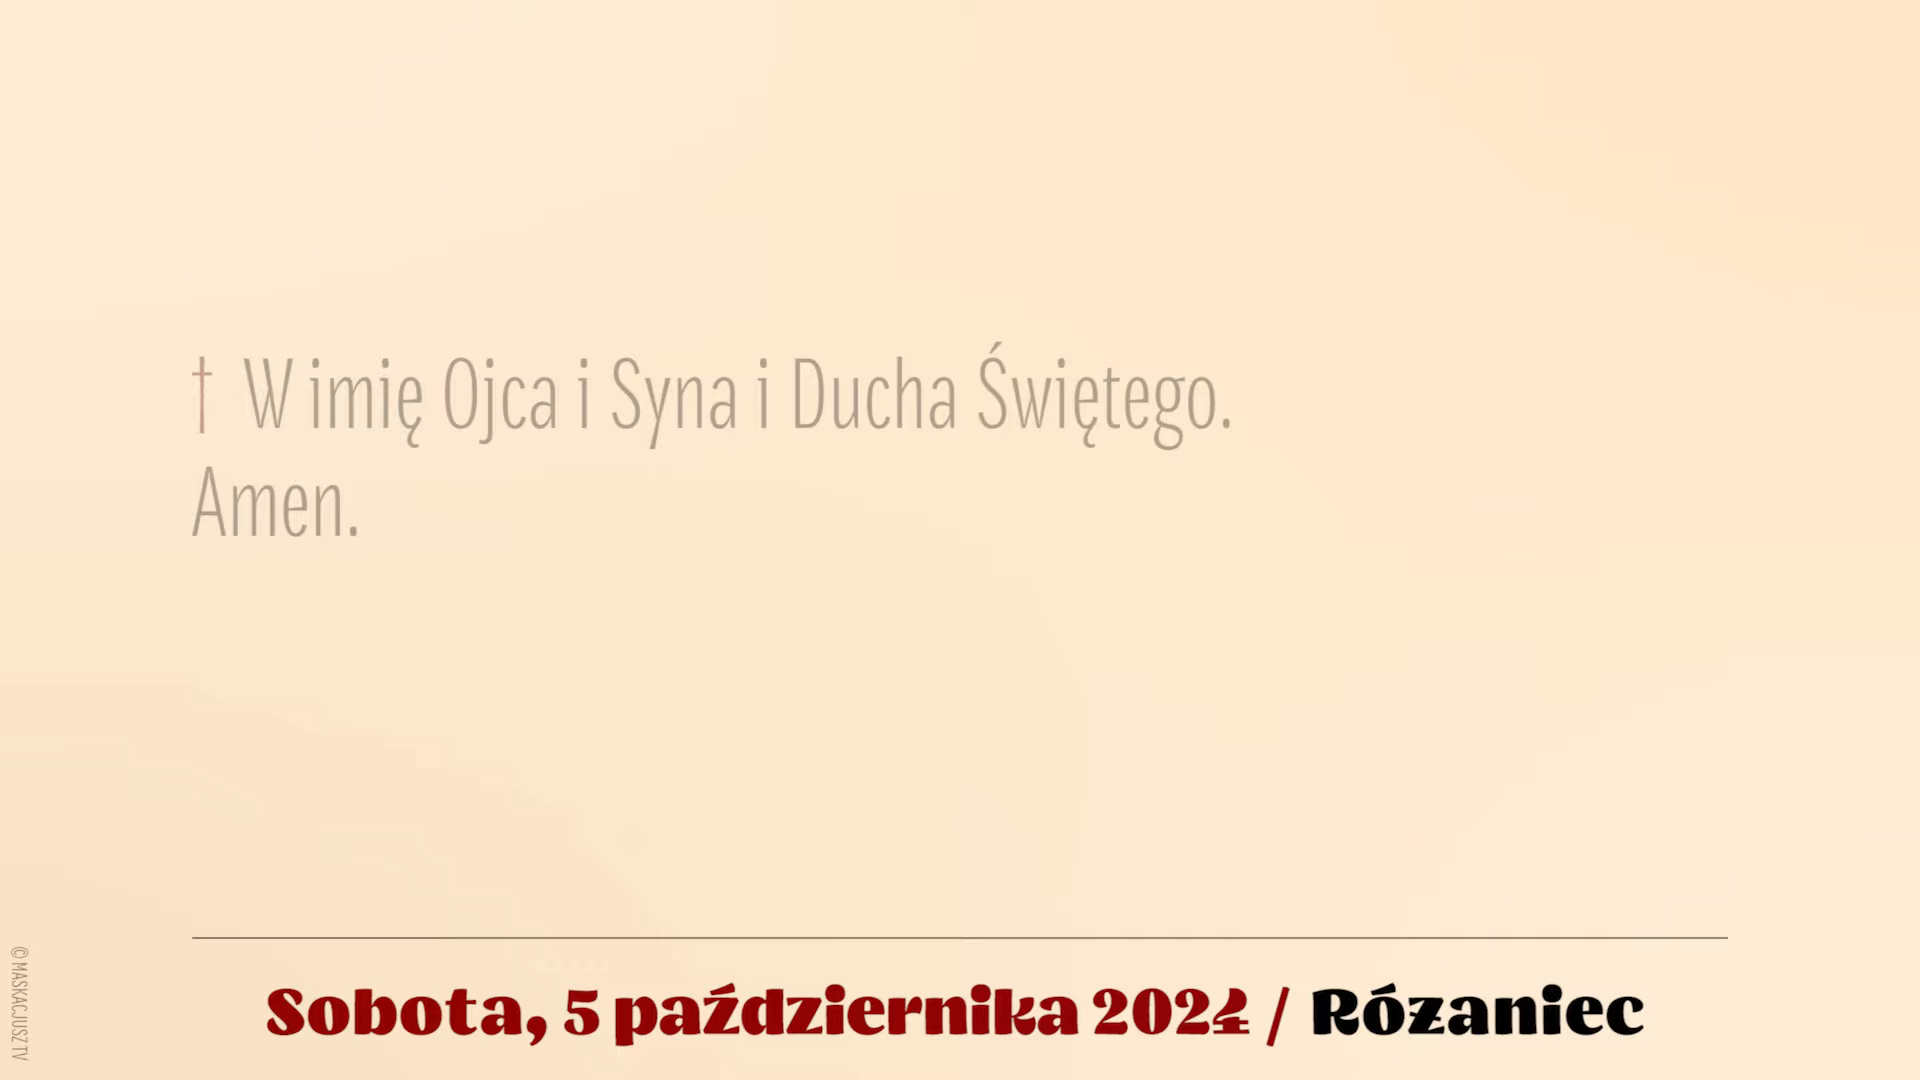 † W imię Ojca i Syna i Ducha Świętego.
Amen.
Sobota, 5 października 2024 / Różaniec
© MASKACJUSZ TV